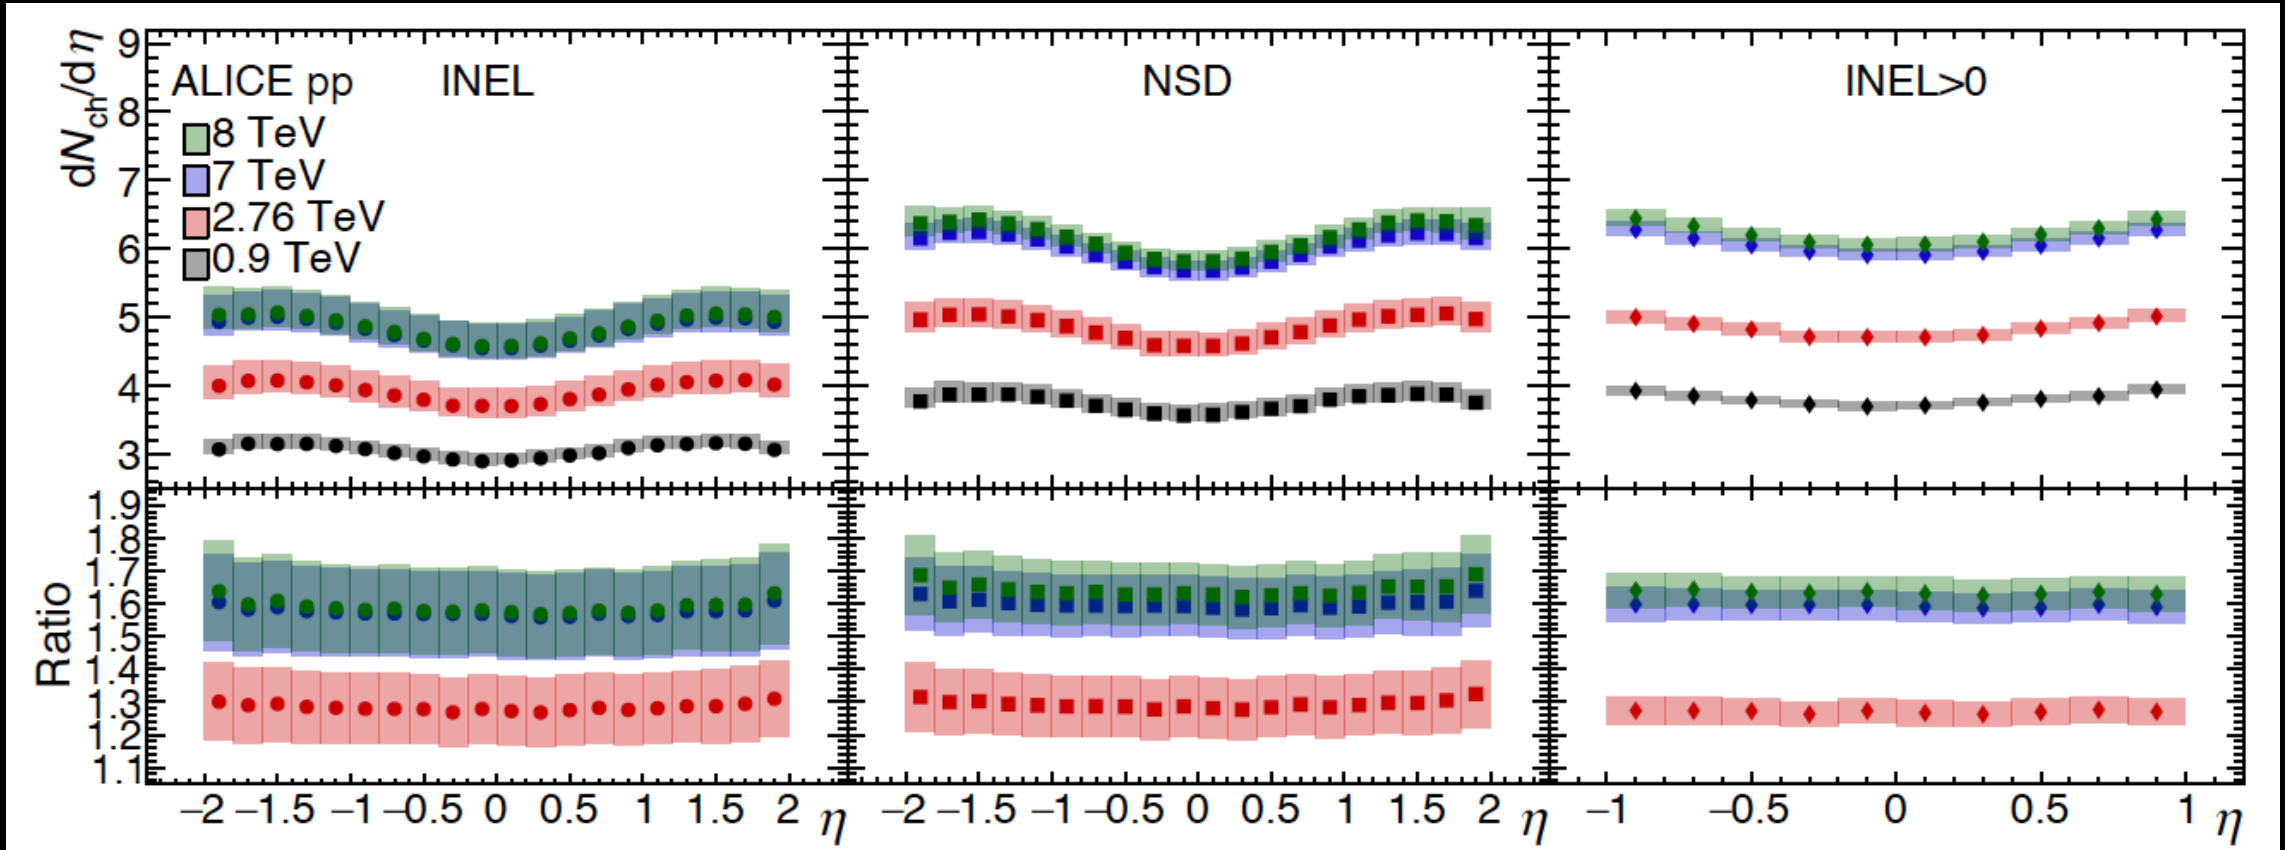 dNch/dη
9
8
7
6
5
4
3
ALICE pp
INEL
8 TeV
7 TeV
2.76 TeV
0.9 TeV
NSD
INEL>0
Ratio
1.9
1.8
1.7
1.6
1.5
1.4
1.3
1.2
1.1
−2 −1.5 −1 −0.5 0 0.5 1 1.5 2 η
−2 −1.5 −1 −0.5 0 0.5 1 1.5 2 η
−1 −0.5 0 0.5 1 η